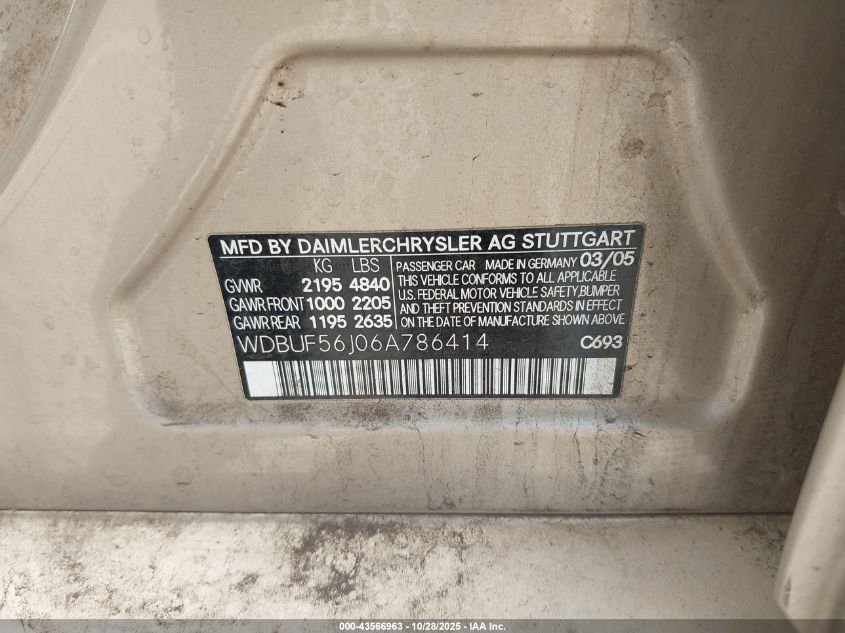 MFD BY DAIMLERCHRYSLER AG STUTTGART
KG LBS
GVWR 2195 4840
GAWR FRONT 1000 2205
GAWR REAR 1195 2635
PASSENGER CAR MADE IN GERMANY 03/05
THIS VEHICLE CONFORMS TO ALL APPLICABLE
U.S. FEDERAL MOTOR VEHICLE SAFETY, BUMPER
AND THEFT PREVENTION STANDARDS IN
EFFECT ON DATE OF MANUFACTURE SHOWN ABOVE.
WDBUF56J06A786414 C693
000-43566963 | 10/28/2025 - IAA Inc.